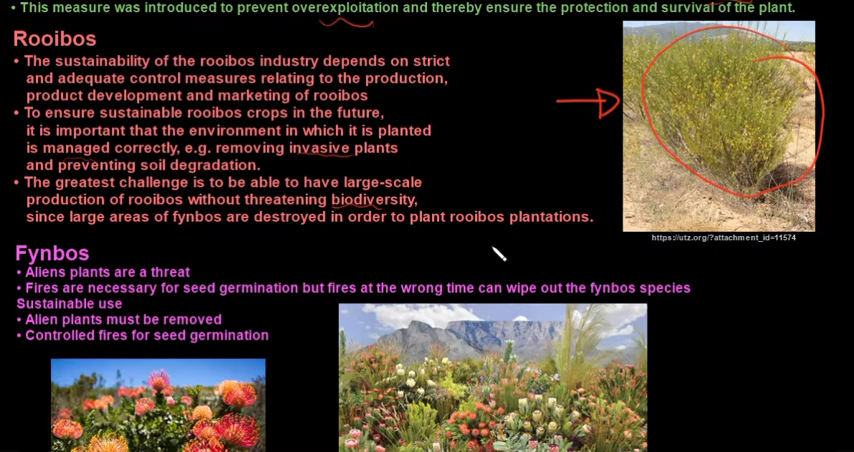 • This measure was introduced to prevent overexploitation and thereby ensure the protection and survival of the plant.
Rooibos
• The sustainability of the rooibos industry depends on strict
and adequate control measures relating to the production,
product development and marketing of rooibos
• To ensure sustainable rooibos crops in the future,
it is important that the environment in which it is planted
is managed correctly, e.g. removing invasive plants
and preventing soil degradation.
• The greatest challenge is to be able to have large-scale
production of rooibos without threatening biodiversity,
since large areas of fynbos are destroyed in order to plant rooibos plantations.
https://utz.org/?attachment_id=11574
Fynbos
• Aliens plants are a threat
• Fires are necessary for seed germination but fires at the wrong time can wipe out the fynbos species
Sustainable use
• Alien plants must be removed
• Controlled fires for seed germination